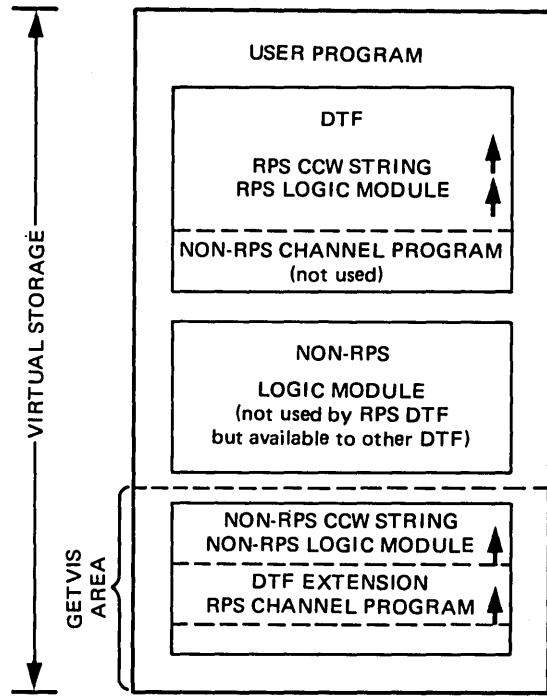 USER PROGRAM
DTF
RPS CCW STRING
RPS LOGIC MODULE
NON-RPS CHANNEL PROGRAM
(not used)
NON-RPS
LOGIC MODULE
(not used by RPS DTF
but available to other DTF)
NON-RPS CCW STRING
NON-RPS LOGIC MODULE
DTF EXTENSION
RPS CHANNEL PROGRAM
VIRTUAL STORAGE
GETVIS
AREA